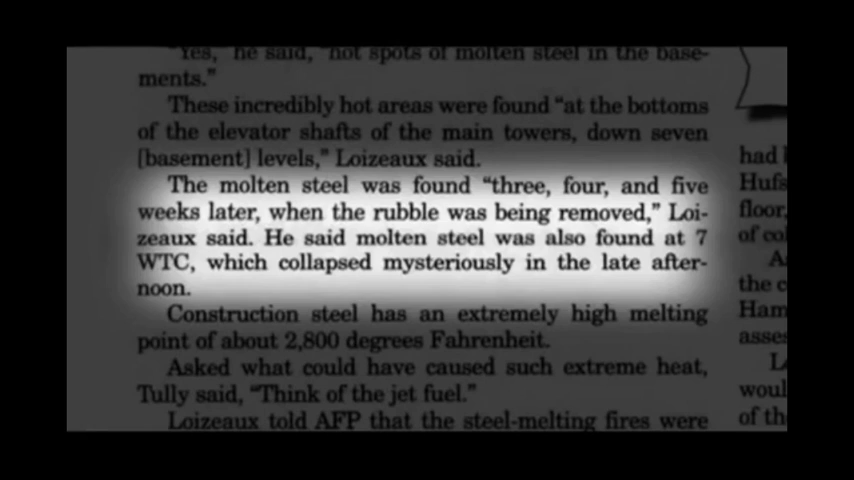 "Yes, he said, "hot spots of molten steel in the base-
ments."
These incredibly hot areas were found "at the bottoms
of the elevator shafts of the main towers, down seven
[basement] levels," Loizeaux said.
The molten steel was found "three, four, and five
weeks later, when the rubble was being removed," Loi-
zeaux said. He said molten steel was also found at 7
WTC, which collapsed mysteriously in the late after-
noon.
Construction steel has an extremely high melting
point of about 2,800 degrees Fahrenheit.
Asked what could have caused such extreme heat,
Tully said, "Think of the jet fuel."
Loizeaux told AFP that the steel-melting fires were
had
Hufs
floor,
of co
A
the c
Ham
asses
L
woul
of th